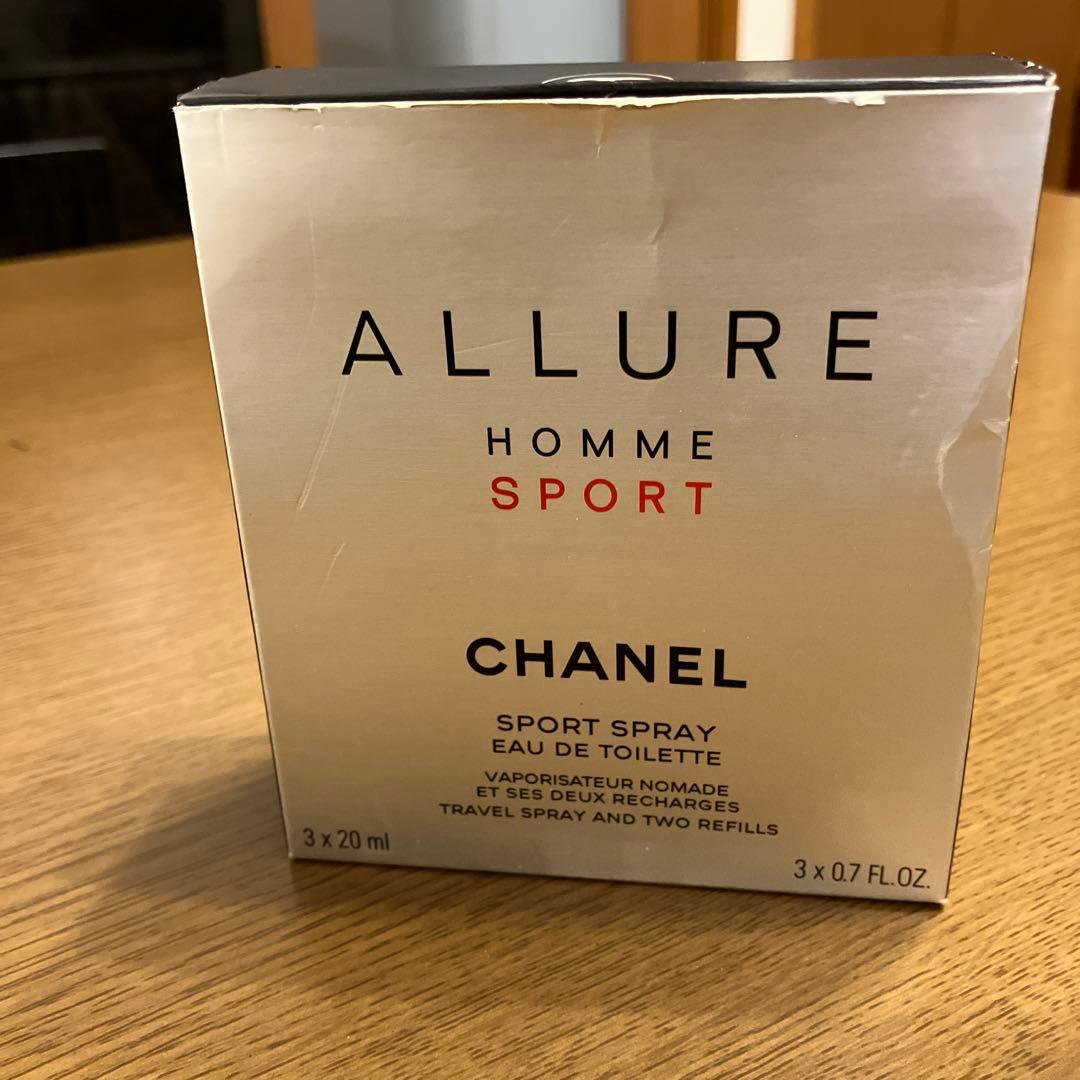 ALLURE
HOMME
SPORT
CHANEL
SPORT SPRAY
EAU DE TOILETTE
VAPORISATEUR NOMADE
ET SES DEUX RECHARGES
TRAVEL SPRAY AND TWO REFILLS
3 x 20 ml
3 x 0.7 FL.OZ.